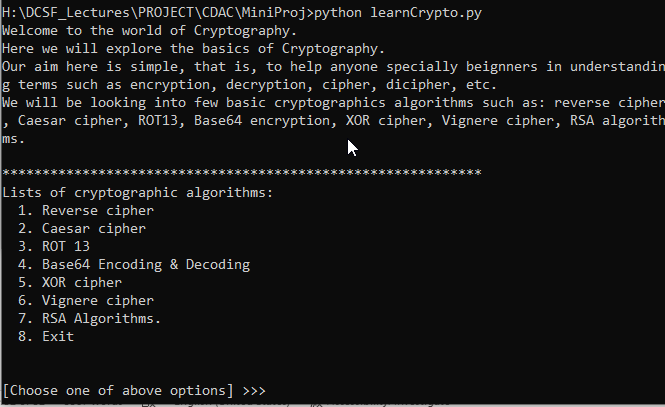 H:\DCSF_Lectures\PROJECT\CDAC\MiniProj>python learnCrypto.py
Welcome to the world of Cryptography.
Here we will explore the basics of Cryptography.
Our aim here is simple, that is, to help anyone specially beignners in understandin
g terms such as encryption, decryption, cipher, dicipher, etc.
We will be looking into few basic cryptographics algorithms such as: reverse cipher
, Caesar cipher, ROT13, Base64 encryption, XOR cipher, Vignere cipher, RSA algorith
ms.
************************************************************
Lists of cryptographic algorithms:
1. Reverse cipher
2. Caesar cipher
3. ROT 13
4. Base64 Encoding & Decoding
5. XOR cipher
6. Vignere cipher
7. RSA Algorithms.
8. Exit
[Choose one of above options] >>>